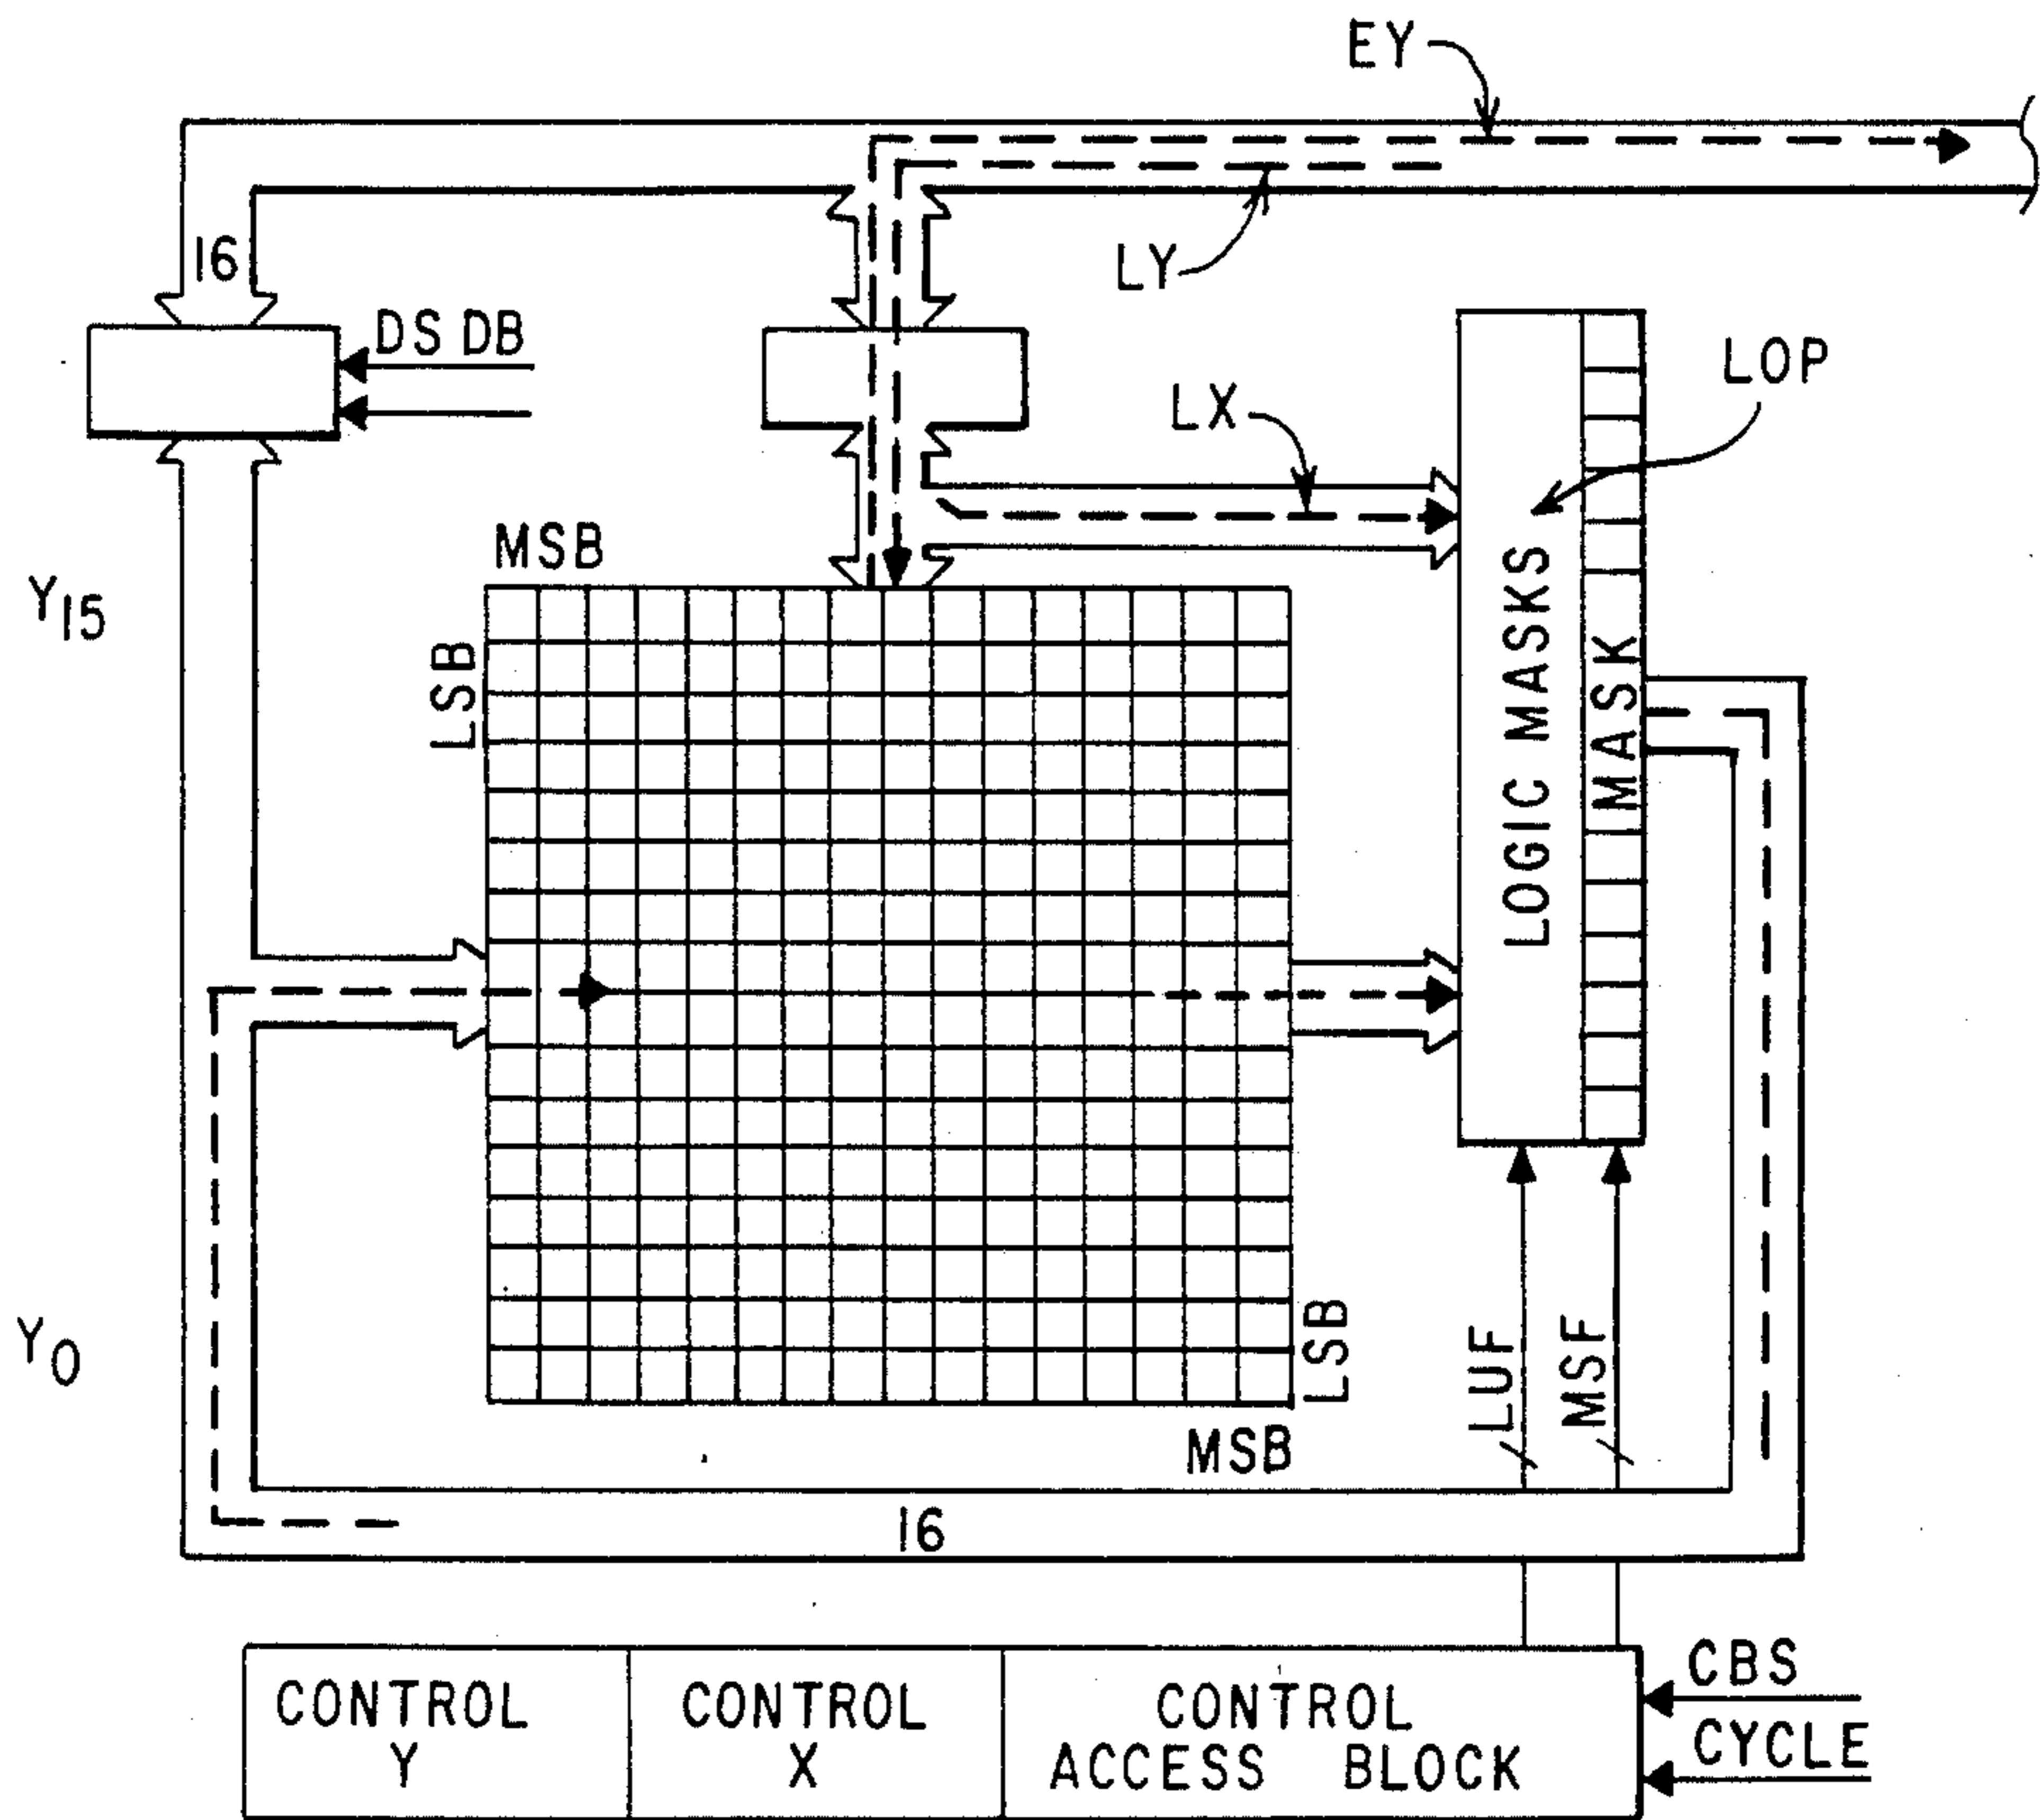 EY
16
LY
DS DB
LX
LOP
MSB
Y15
LSB
LOGIC MASKS
MASK
Y0
LSB
MSB
LUF
MSF
16
CBS
CYCLE
CONTROL Y
CONTROL X
CONTROL ACCESS BLOCK